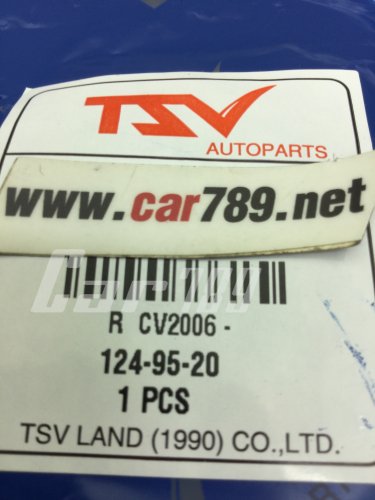 TSV
AUTOPARTS
www.car789.net
R CV2006 -
124-95-20
1 PCS
TSV LAND (1990) CO.,LTD.